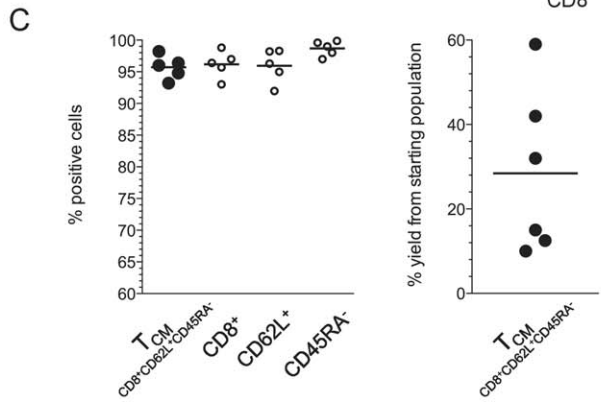 CD8
C
% positive cells
100
95
90
85
80
75
70
65
60
TCM
CD8+CD62L+CD45RA-
CD8+
CD62L+
CD45RA-
% yield from starting population
60
40
20
0
TCM
CD8+CD62L+CD45RA-